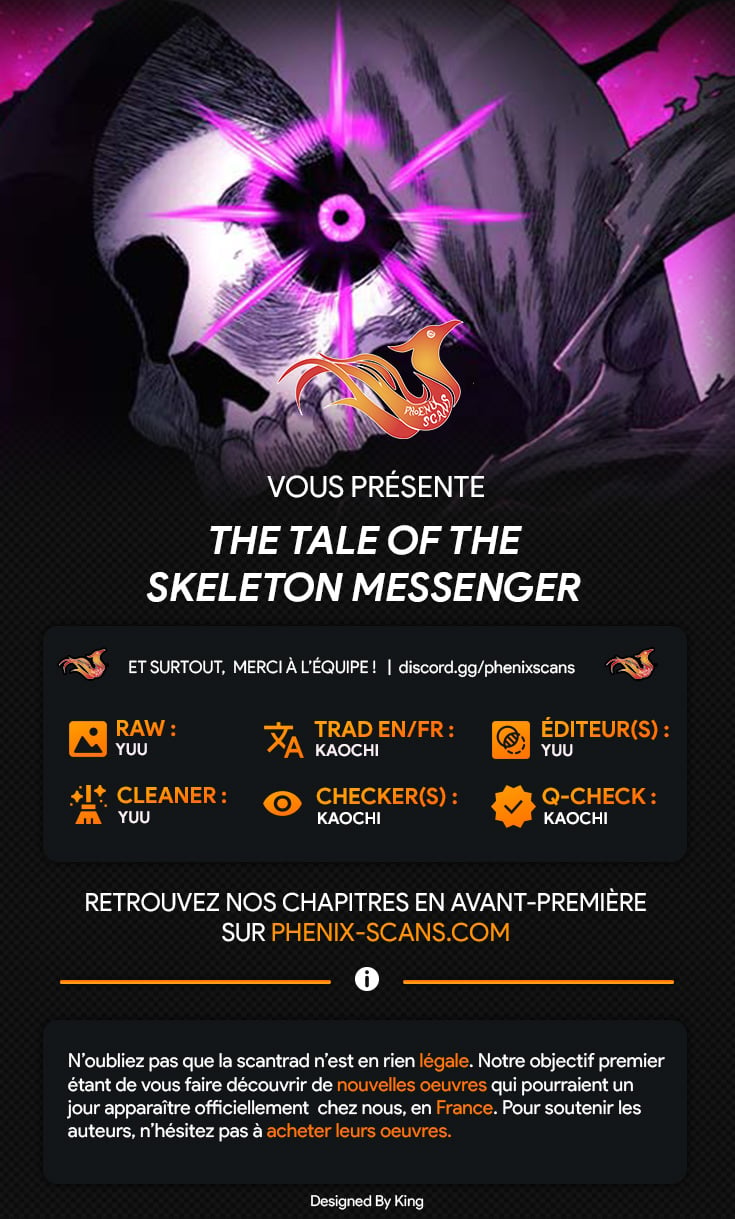 PHOENIX
SCANS
VOUS PRÉSENTE
THE TALE OF THE
SKELETON MESSENGER
ET SURTOUT, MERCI À L'ÉQUIPE ! | discord.gg/phenixscans
RAW :
YUU
TRAD EN/FR :
KAOCHI
ÉDITEUR(S) :
YUU
CLEANER :
YUU
CHECKER(S) :
KAOCHI
Q-CHECK :
KAOCHI
RETROUVEZ NOS CHAPITRES EN AVANT-PREMIÈRE
SUR PHENIX-SCANS.COM
N'oubliez pas que la scantrad n'est en rien légale. Notre objectif premier
étant de vous faire découvrir de nouvelles oeuvres qui pourraient un
jour apparaître officiellement chez nous, en France. Pour soutenir les
auteurs, n'hésitez pas à acheter leurs oeuvres.
Designed By King